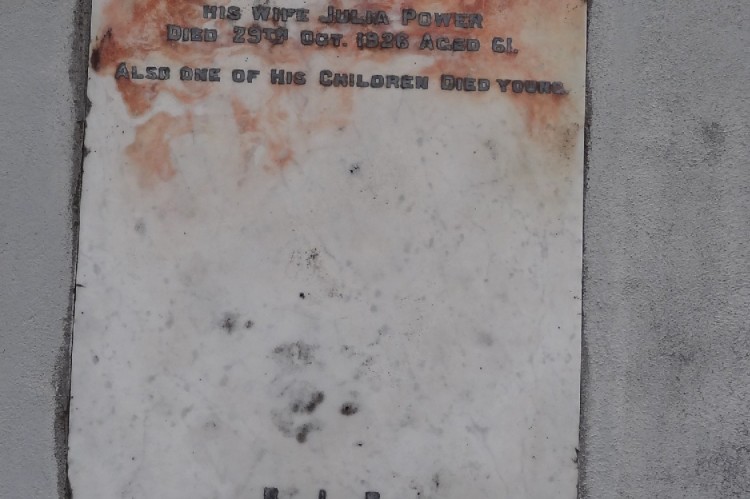 HIS WIFE JULIA POWER
DIED 29TH OCT. 1926 AGED 61.
ALSO ONE OF HIS CHILDREN DIED YOUNG.
R. I. P.